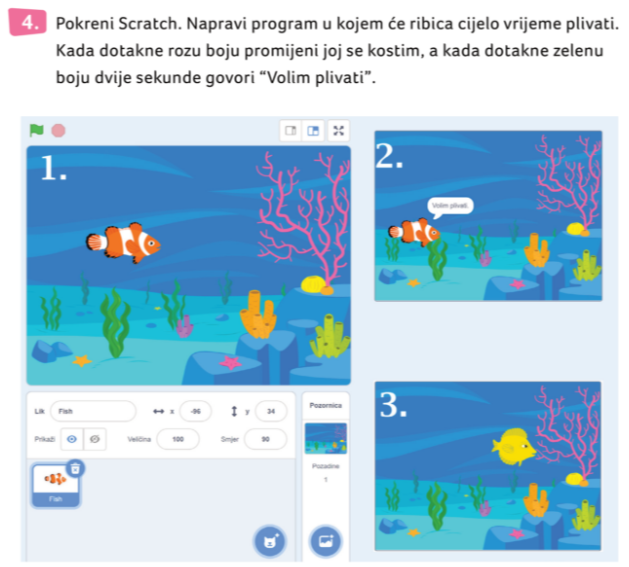 4. Pokreni Scratch. Napravi program u kojem će ribica cijelo vrijeme plivati.
Kada dotakne rozu boju promijeni joj se kostim, a kada dotakne zelenu
boju dvije sekunde govori “Volim plivati”.
1.
2.
Volim plivati.
3.
Lik Fish x -96 y 34
Prikaži Veličina 100 Smjer 90
Fish
Pozornica
Pozadine
1